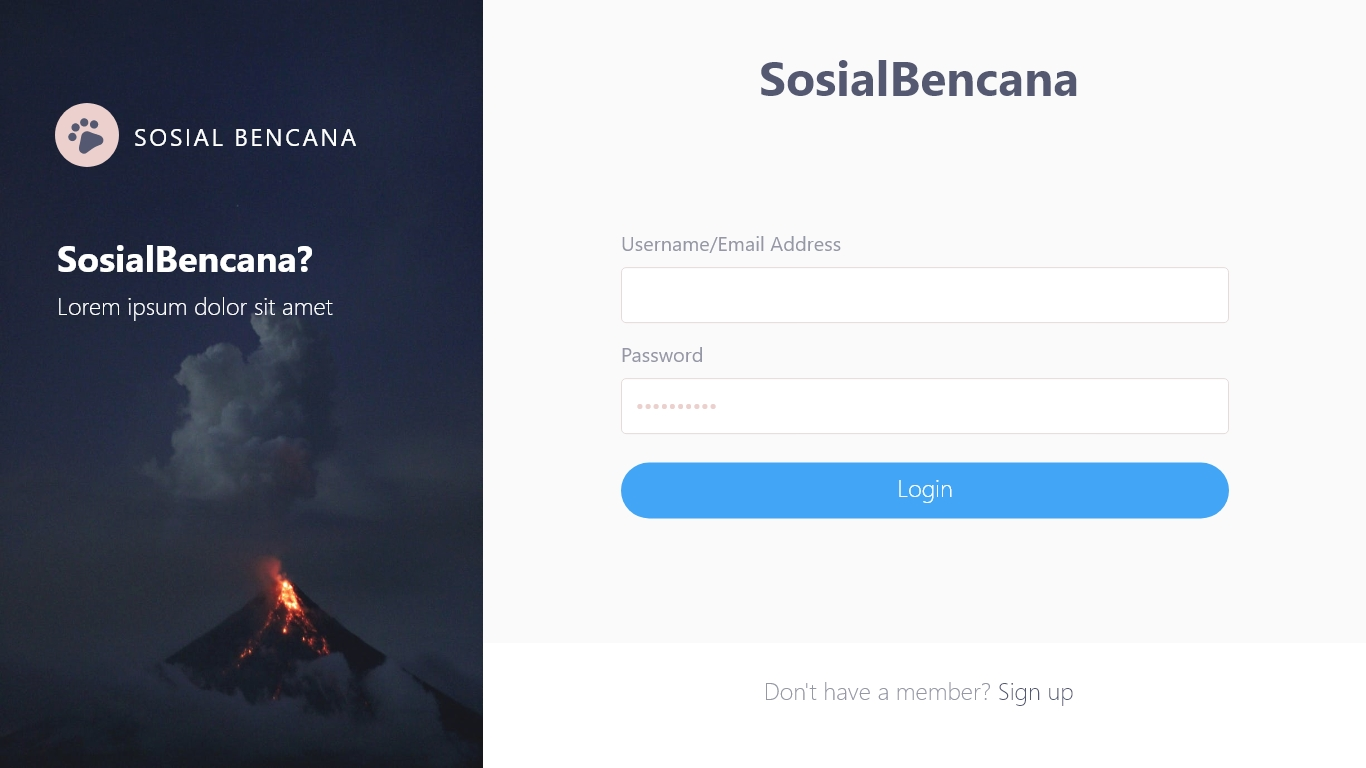 SOSIAL BENCANA
SosialBencana?
Lorem ipsum dolor sit amet
SosialBencana
Username/Email Address
Password
Login
Don't have a member? Sign up